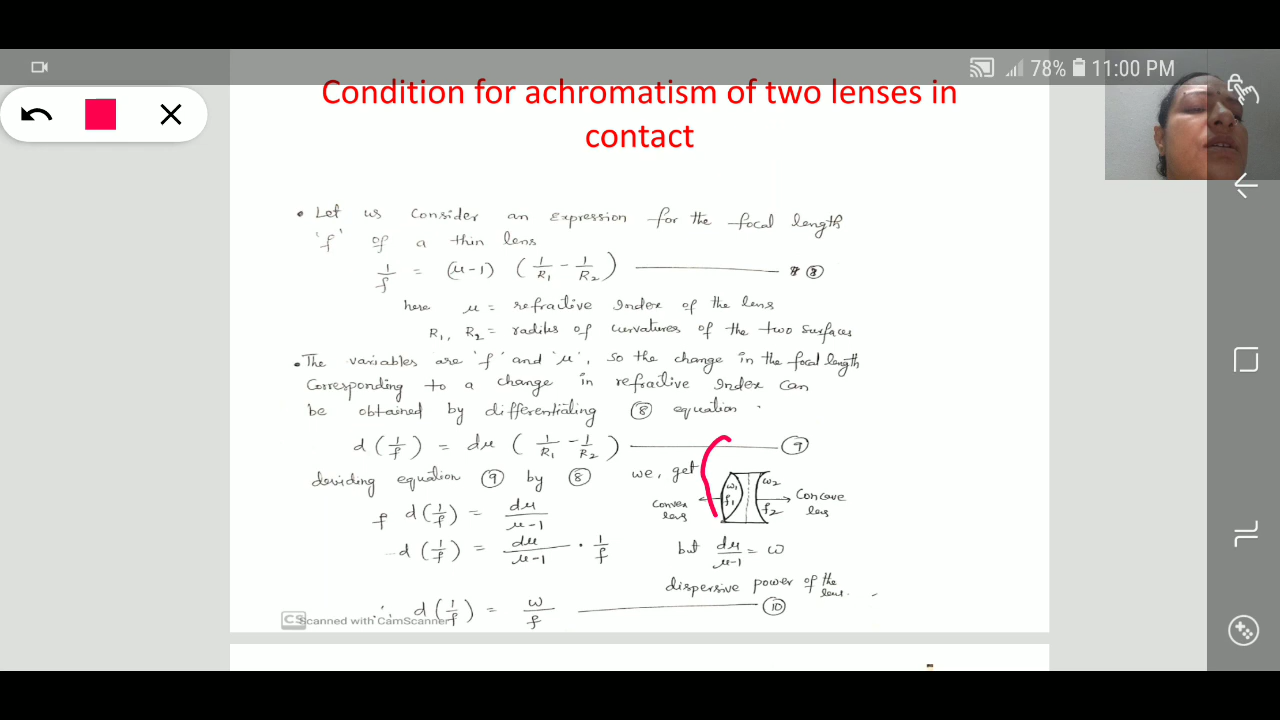 78% 11:00 PM
Condition for achromatism of two lenses in
contact
• Let us consider an expression for the focal length
'f' of a thin lens
1/f = (μ-1) (1/R₁ - 1/R₂) ——— ⑧
here μ = refractive Index of the lens
R₁, R₂ = radius of curvatures of the two surfaces
• The variables are 'f' and 'μ', so the change in the focal length
Corresponding to a change in refractive Index can
be obtained by differentiating ⑧ equation.
d(1/f) = dμ (1/R₁ - 1/R₂) ——— ⑨
dividing equation ⑨ by ⑧ we, get
f d(1/f) = dμ/μ-1
d(1/f) = dμ/μ-1 · 1/f
convex
lens
ω₁
f₁
ω₂
f₂
Concave
lens
but dμ/μ-1 = ω
dispersive power of the
lens.
∴ d(1/f) = ω/f ——— ⑩
CS Scanned with CamScanner